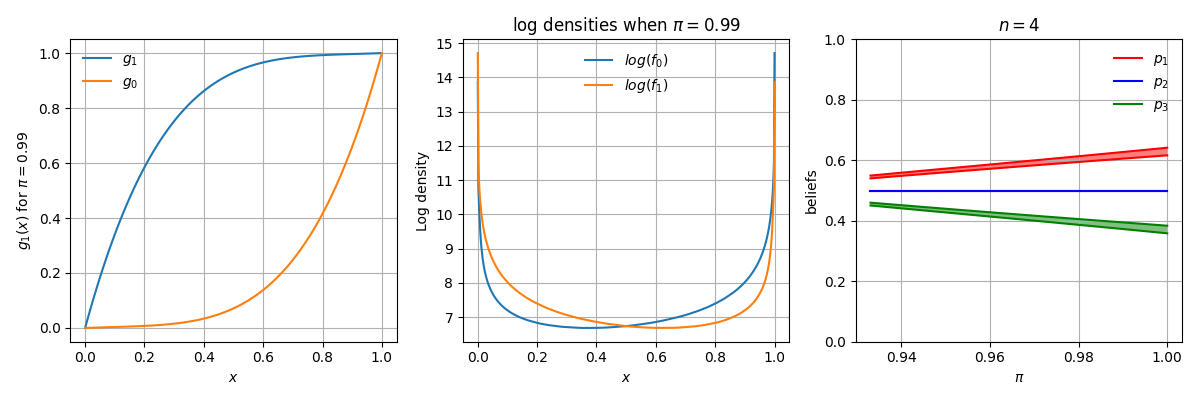 g₁(x) for π = 0.99
1.0
0.8
0.6
0.4
0.2
0.0
g₁
g₀
0.0 0.2 0.4 0.6 0.8 1.0
x
log densities when π = 0.99
Log density
15
14
13
12
11
10
9
8
7
log(f₀)
log(f₁)
0.0 0.2 0.4 0.6 0.8 1.0
x
n = 4
beliefs
1.0
0.8
0.6
0.4
0.2
0.0
p₁
p₂
p₃
0.94 0.96 0.98 1.00
π